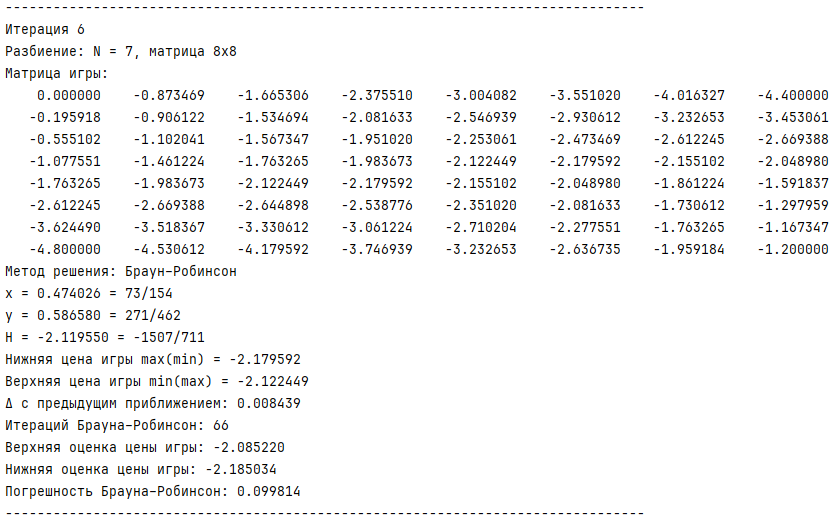 --------------------------------------------------------------------------------
Итерация 6
Разбиение: N = 7, матрица 8x8
Матрица игры:
0.000000 -0.873469 -1.665306 -2.375510 -3.004082 -3.551020 -4.016327 -4.400000
-0.195918 -0.906122 -1.534694 -2.081633 -2.546939 -2.930612 -3.232653 -3.453061
-0.555102 -1.102041 -1.567347 -1.951020 -2.253061 -2.473469 -2.612245 -2.669388
-1.077551 -1.461224 -1.763265 -1.983673 -2.122449 -2.179592 -2.155102 -2.048980
-1.763265 -1.983673 -2.122449 -2.179592 -2.155102 -2.048980 -1.861224 -1.591837
-2.612245 -2.669388 -2.644898 -2.538776 -2.351020 -2.081633 -1.730612 -1.297959
-3.624490 -3.518367 -3.330612 -3.061224 -2.710204 -2.277551 -1.763265 -1.167347
-4.800000 -4.530612 -4.179592 -3.746939 -3.232653 -2.636735 -1.959184 -1.200000
Метод решения: Браун-Робинсон
x = 0.474026 = 73/154
y = 0.586580 = 271/462
H = -2.119550 = -1507/711
Нижняя цена игры max(min) = -2.179592
Верхняя цена игры min(max) = -2.122449
Δ с предыдущим приближением: 0.008439
Итераций Брауна-Робинсон: 66
Верхняя оценка цены игры: -2.085220
Нижняя оценка цены игры: -2.185034
Погрешность Брауна-Робинсон: 0.099814
--------------------------------------------------------------------------------